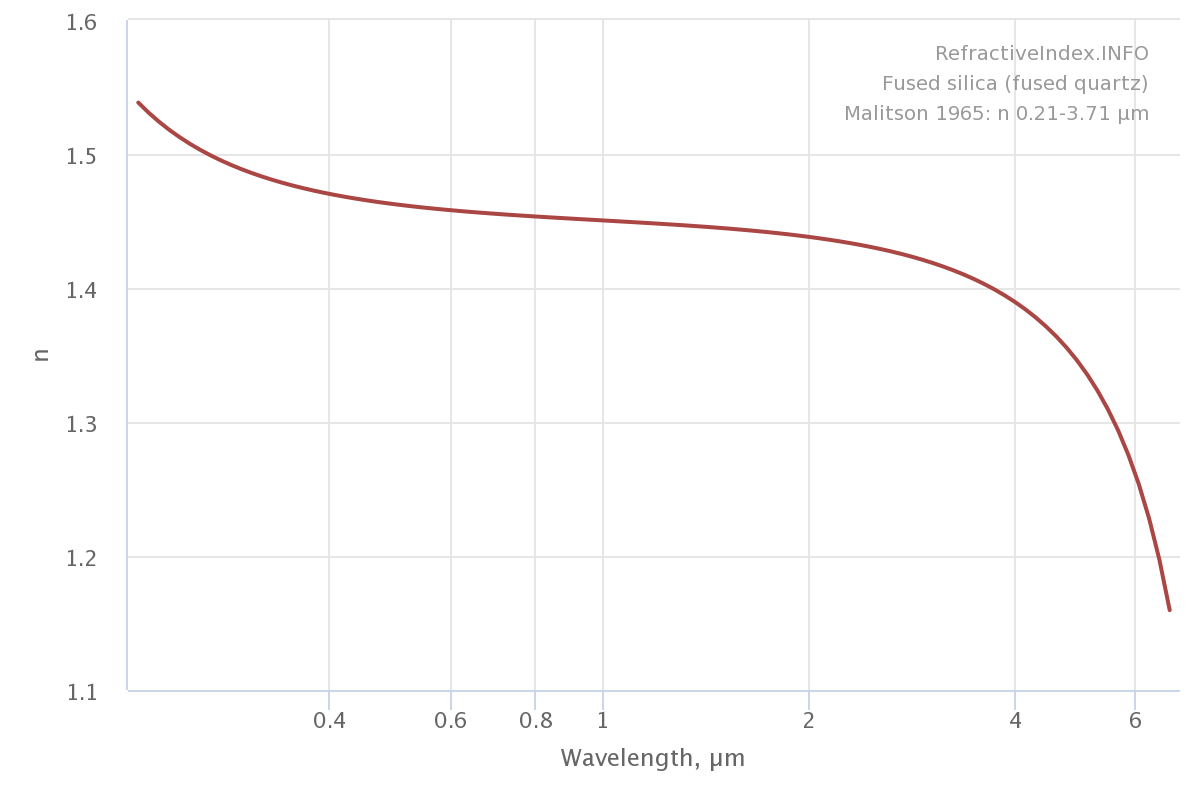 RefractiveIndex.INFO
Fused silica (fused quartz)
Malitson 1965: n 0.21-3.71 µm
1.6
1.5
1.4
n
1.3
1.2
1.1
0.4 0.6 0.8 1 2 4 6
Wavelength, µm